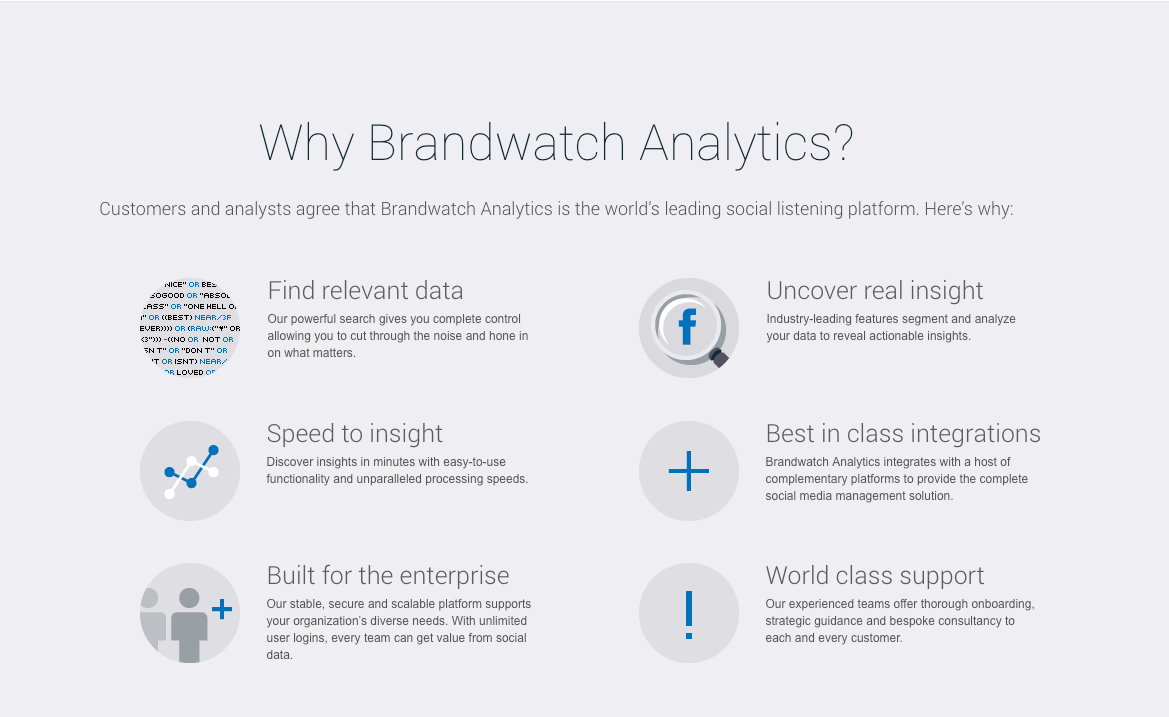 Why Brandwatch Analytics?
Customers and analysts agree that Brandwatch Analytics is the world's leading social listening platform. Here's why:
NICE" OR BES
SOGOOD OR "ABSOL
LASS" OR "ONE HELL O
" OR ((BEST) NEAR/3F
EVER)))) OR (RAW:("#" OR
<3"))) -((NO OR NOT OR
SN T" OR "DON T" OR
'T OR ISNT) NEAR/
OR LOVED OR
Find relevant data
Our powerful search gives you complete control
allowing you to cut through the noise and hone in
on what matters.
f
Uncover real insight
Industry-leading features segment and analyze
your data to reveal actionable insights.
Speed to insight
Discover insights in minutes with easy-to-use
functionality and unparalleled processing speeds.
Best in class integrations
Brandwatch Analytics integrates with a host of
complementary platforms to provide the complete
social media management solution.
Built for the enterprise
Our stable, secure and scalable platform supports
your organization's diverse needs. With unlimited
user logins, every team can get value from social
data.
World class support
Our experienced teams offer thorough onboarding,
strategic guidance and bespoke consultancy to
each and every customer.